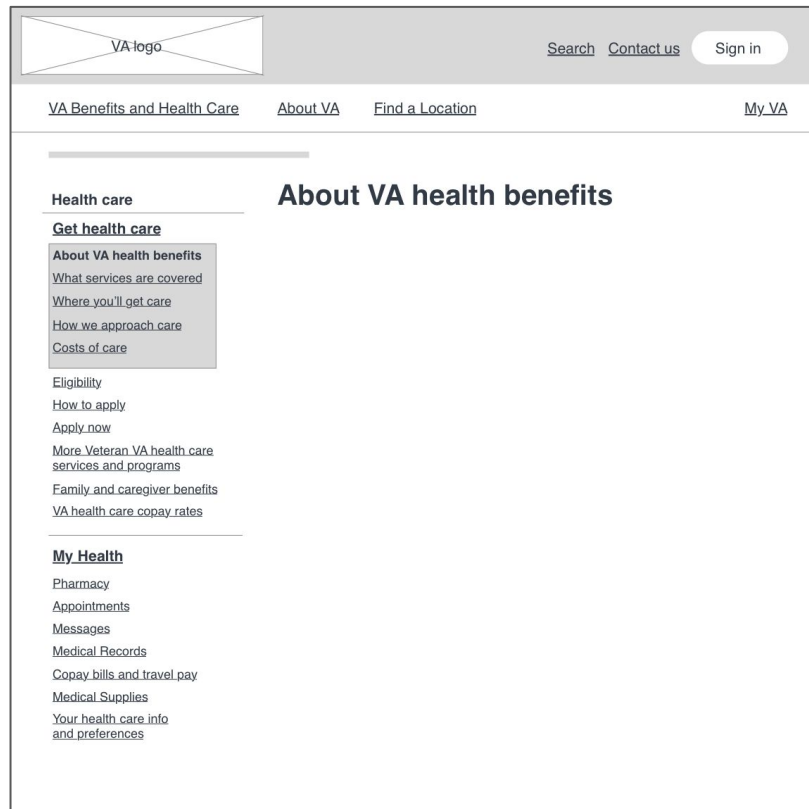 VA logo
Search Contact us Sign in
VA Benefits and Health Care About VA Find a Location My VA
About VA health benefits
Health care
Get health care
About VA health benefits
What services are covered
Where you'll get care
How we approach care
Costs of care
Eligibility
How to apply
Apply now
More Veteran VA health care
services and programs
Family and caregiver benefits
VA health care copay rates
My Health
Pharmacy
Appointments
Messages
Medical Records
Copay bills and travel pay
Medical Supplies
Your health care info
and preferences